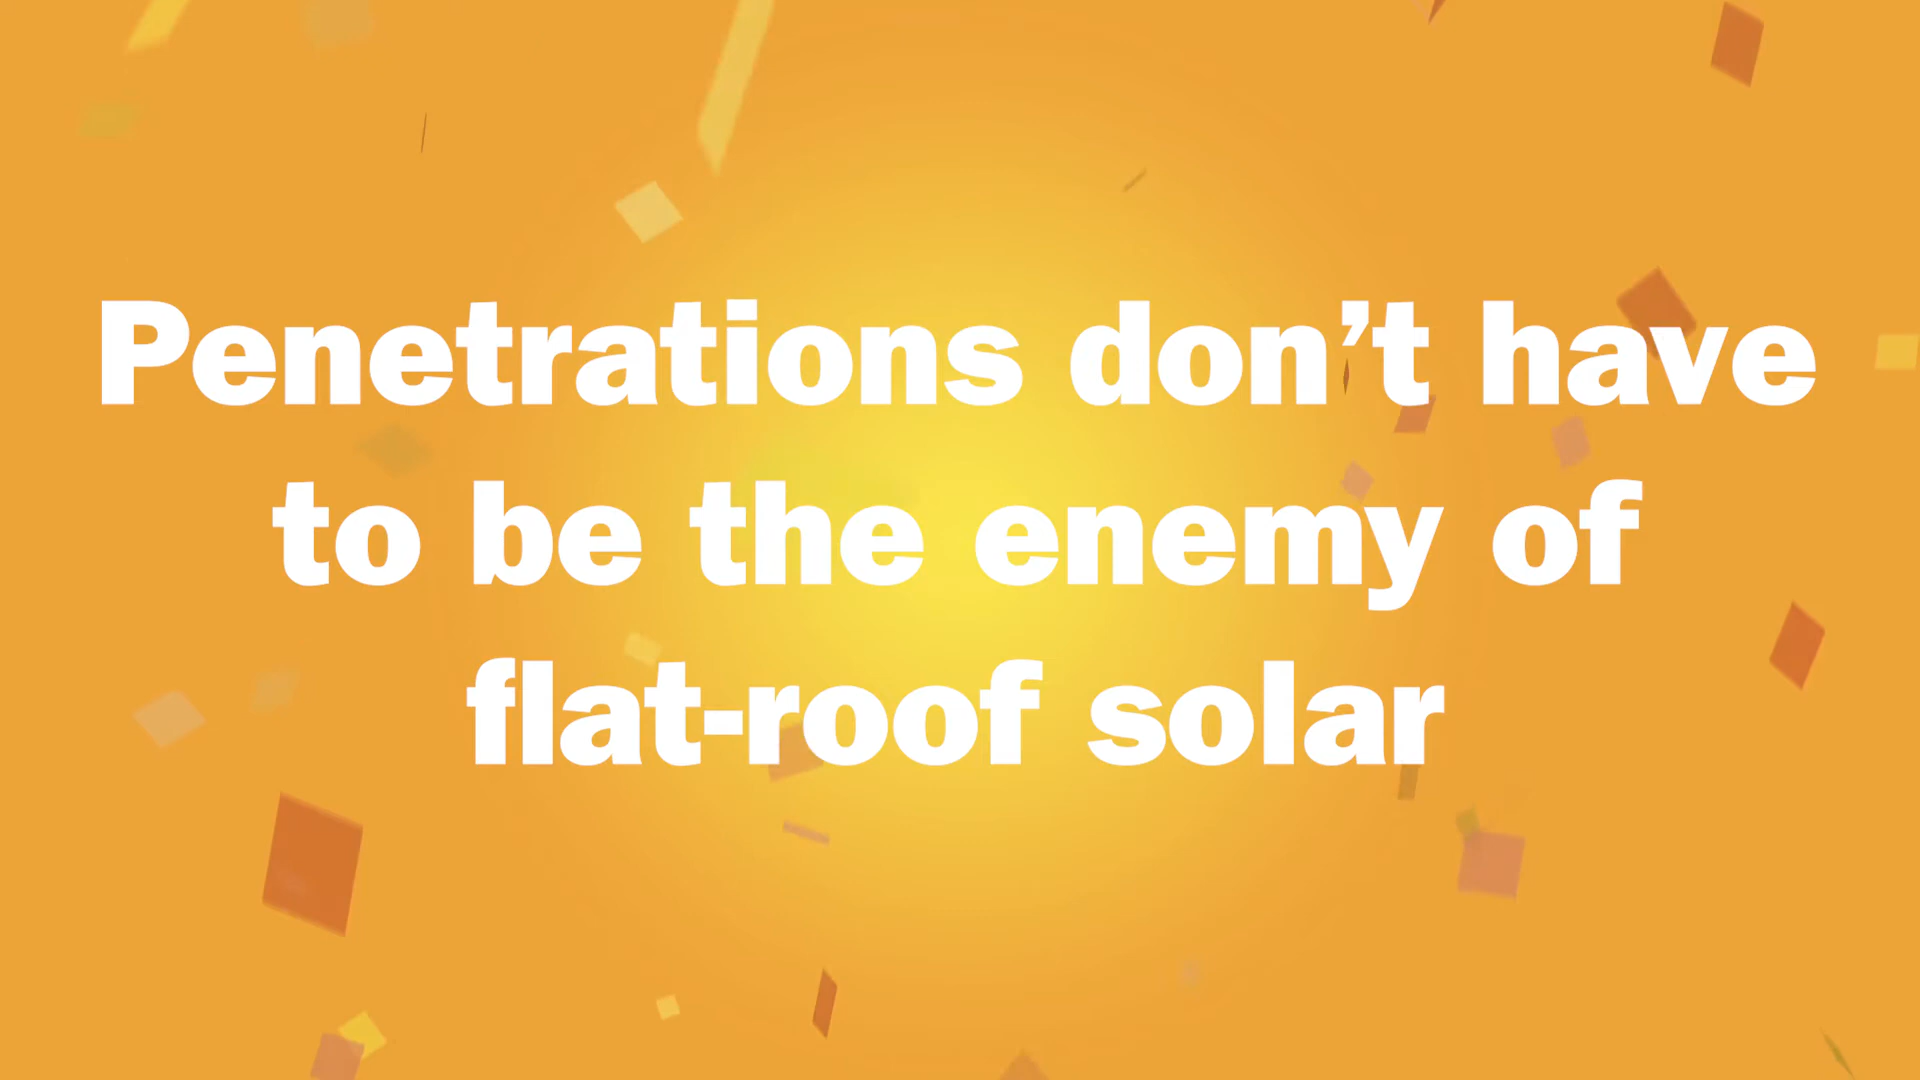 Penetrations don’t have
to be the enemy of
flat-roof solar